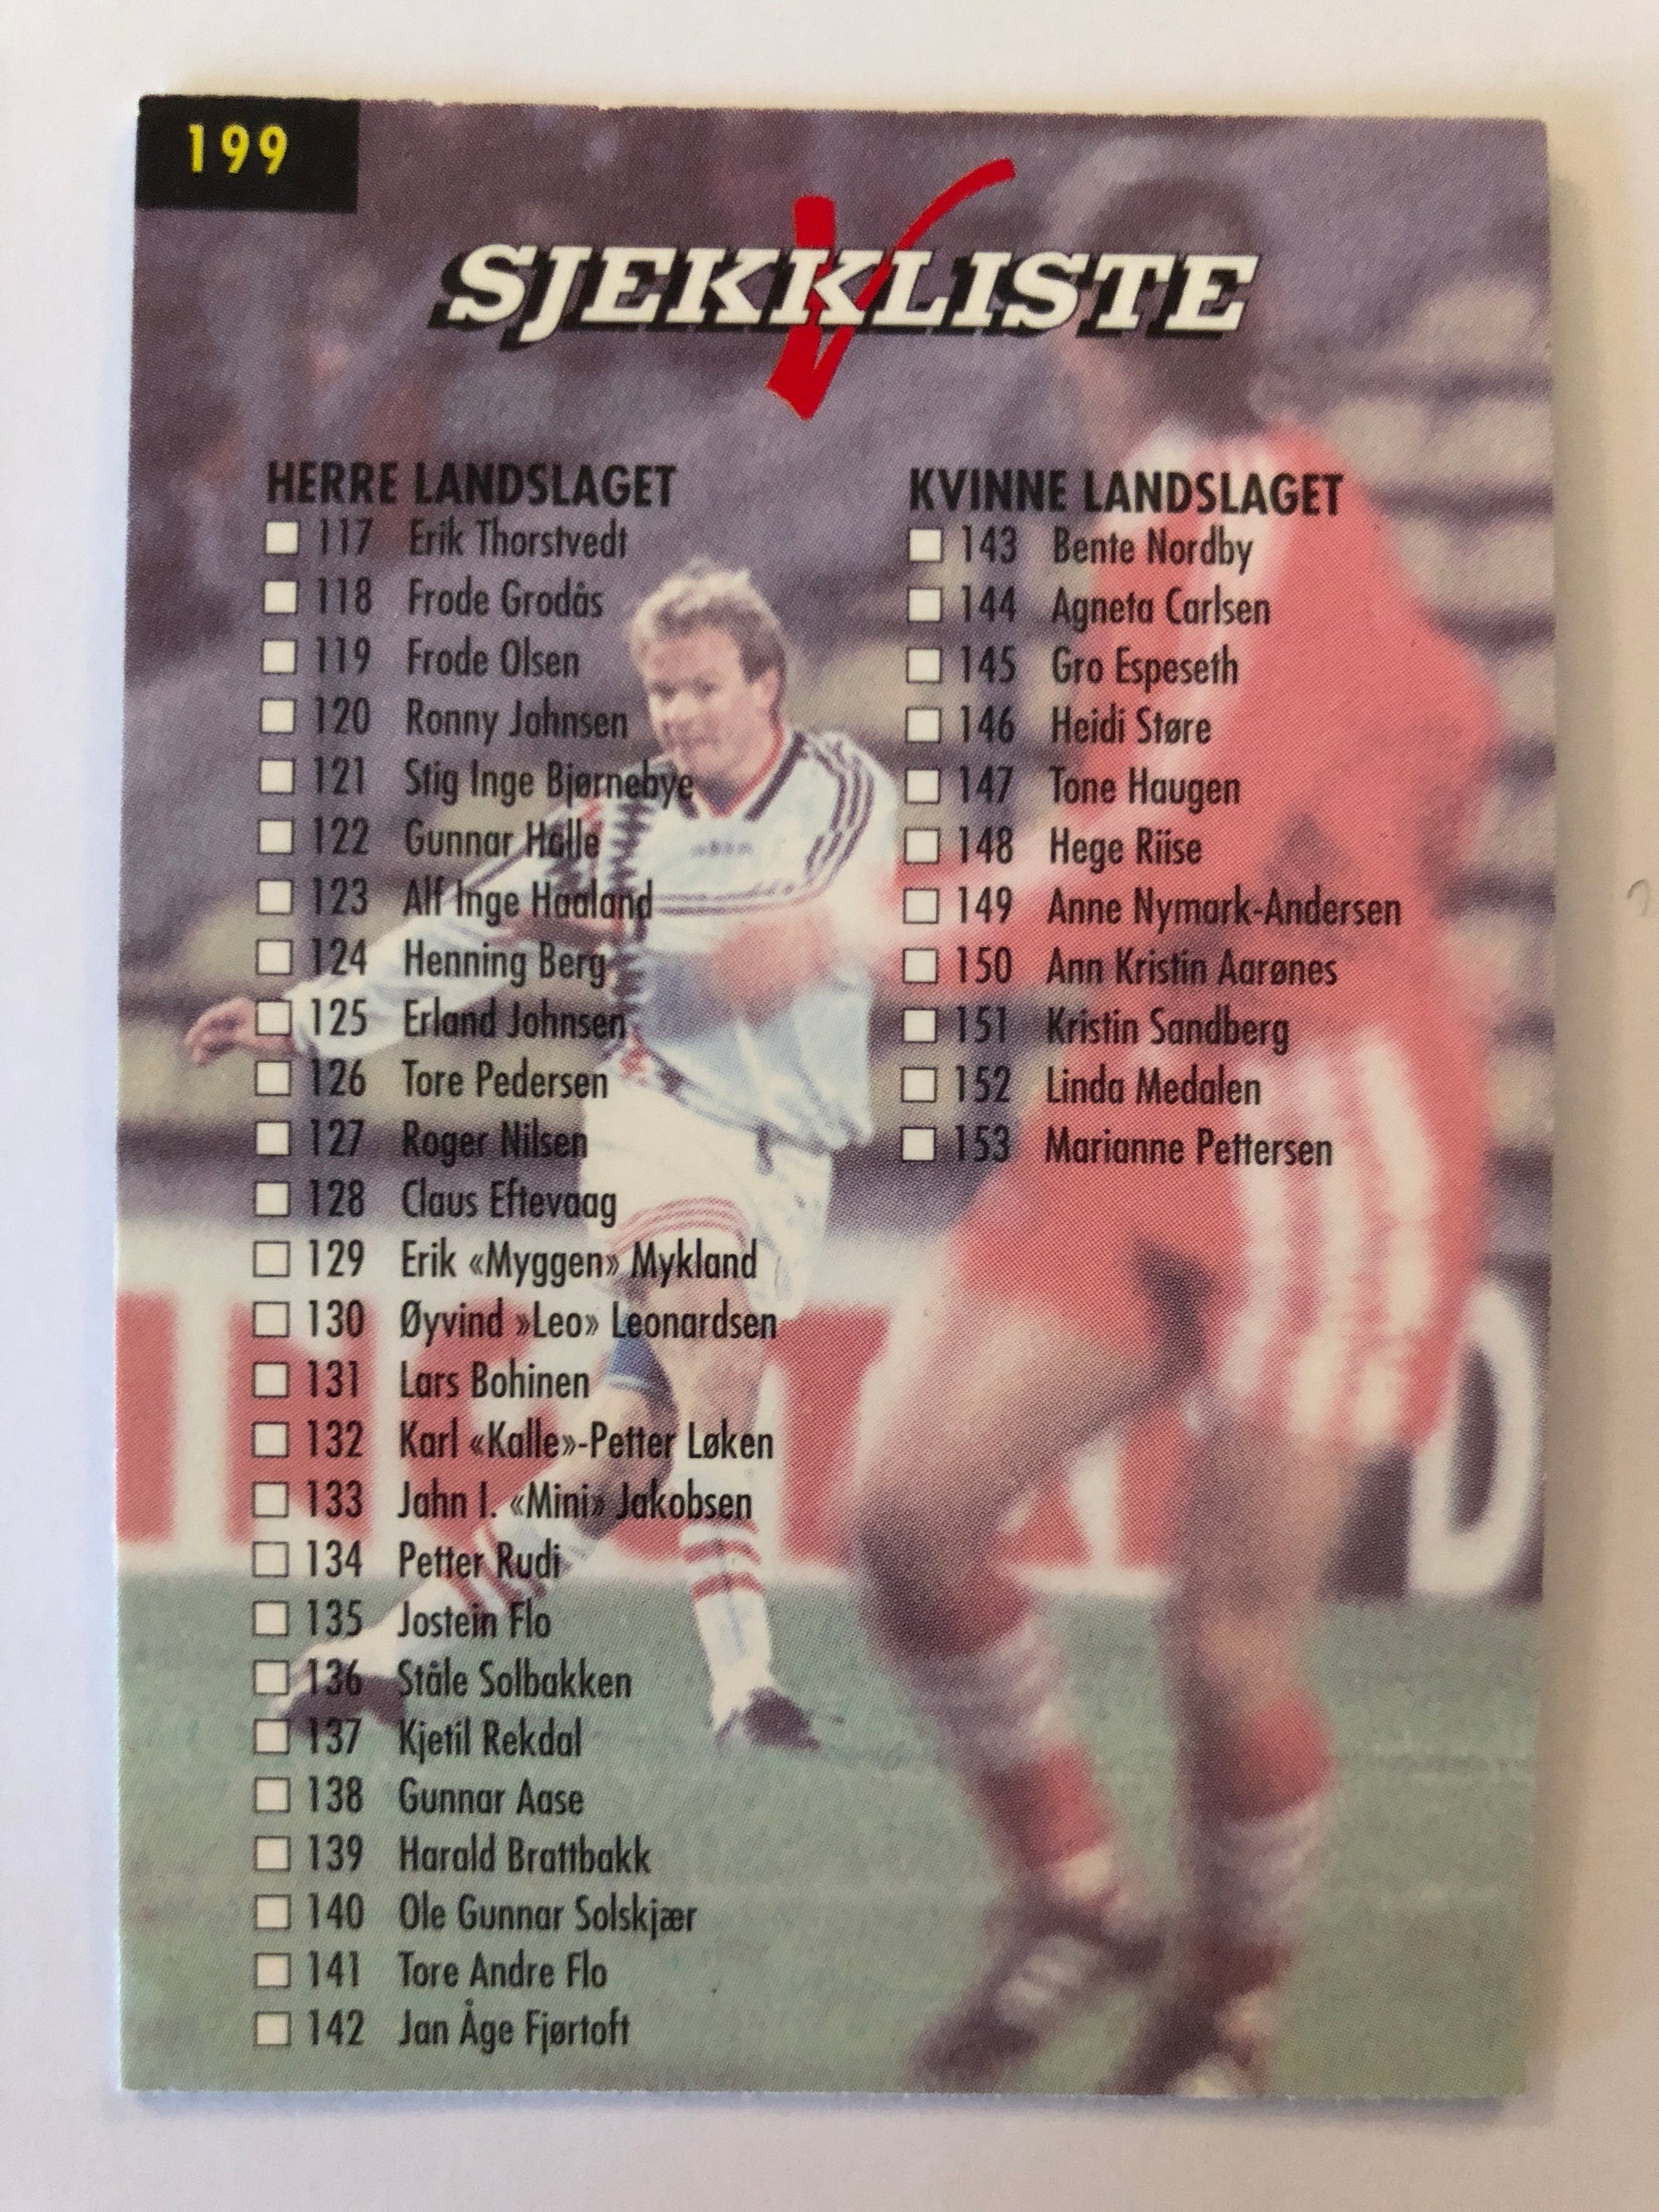 199
SJEKKLISTE
HERRE LANDSLAGET
117 Erik Thorstvedt
118 Frode Grodås
119 Frode Olsen
120 Ronny Johnsen
121 Stig Inge Bjørnebye
122 Gunnar Halle
123 Alf Inge Haaland
124 Henning Berg
125 Erland Johnsen
126 Tore Pedersen
127 Roger Nilsen
128 Claus Eftevaag
129 Erik «Myggen» Mykland
130 Øyvind »Leo» Leonardsen
131 Lars Bohinen
132 Karl «Kalle»-Petter Løken
133 Jahn I. «Mini» Jakobsen
134 Petter Rudi
135 Jostein Flo
136 Ståle Solbakken
137 Kjetil Rekdal
138 Gunnar Aase
139 Harald Brattbakk
140 Ole Gunnar Solskjær
141 Tore Andre Flo
142 Jan Åge Fjørtoft
KVINNE LANDSLAGET
143 Bente Nordby
144 Agneta Carlsen
145 Gro Espeseth
146 Heidi Støre
147 Tone Haugen
148 Hege Riise
149 Anne Nymark-Andersen
150 Ann Kristin Aarønes
151 Kristin Sandberg
152 Linda Medalen
153 Marianne Pettersen